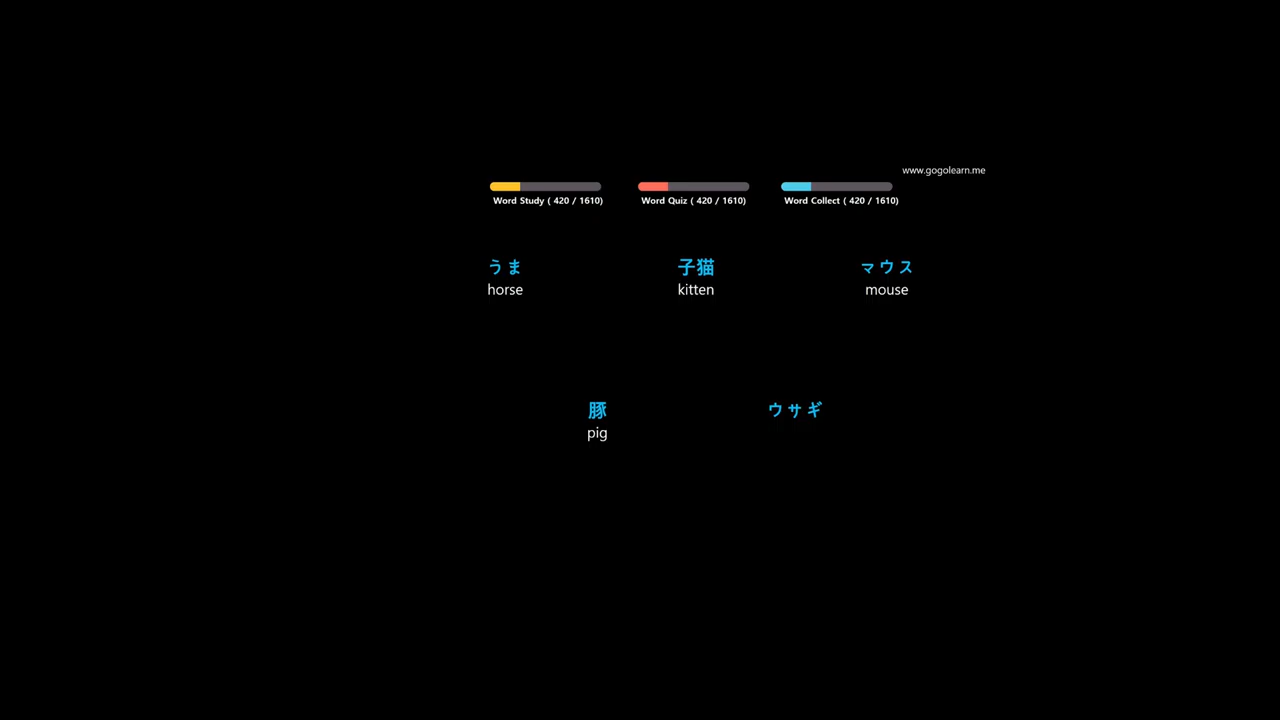 www.gogolearn.me
Word Study ( 420 / 1610)
Word Quiz ( 420 / 1610)
Word Collect ( 420 / 1610)
うま
horse
子猫
kitten
マウス
mouse
豚
pig
ウサギ